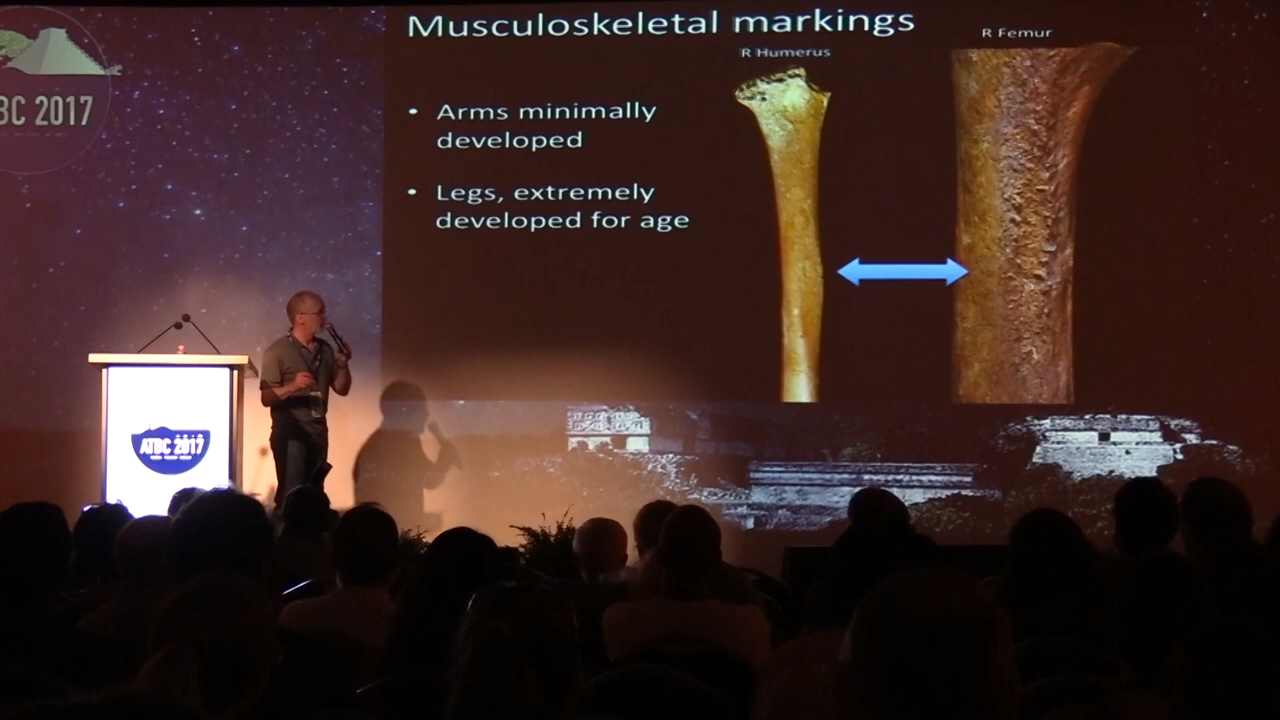 Musculoskeletal markings
R Humerus
R Femur
• Arms minimally
developed
• Legs, extremely
developed for age
BC 2017
ATBC 2017